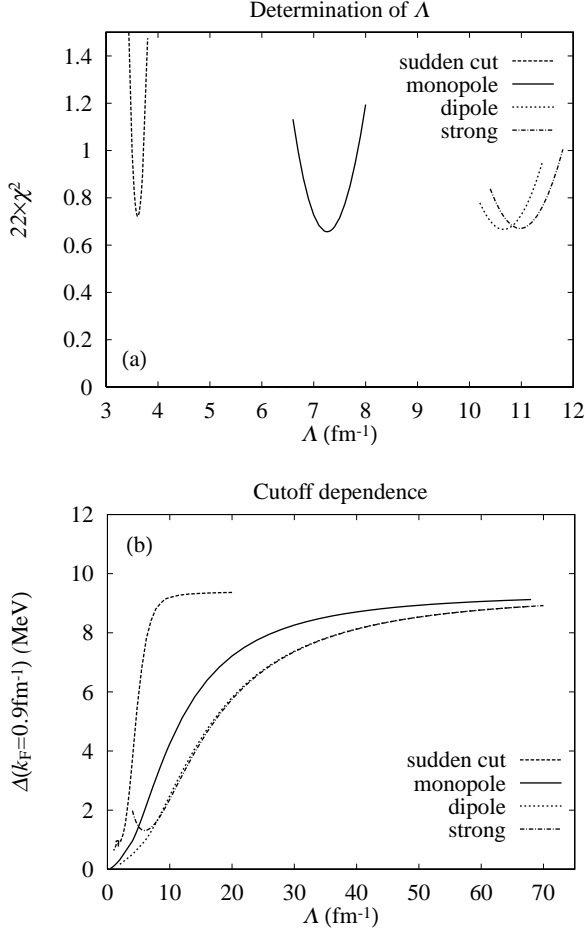 Determination of Λ
1.4
1.2
1
0.8
0.6
0.4
0.2
0
22×χ²
sudden cut
monopole
dipole
strong
(a)
3 4 5 6 7 8 9 10 11 12
Λ (fm⁻¹)
Cutoff dependence
12
10
8
6
4
2
0
Δ(k_F=0.9fm⁻¹) (MeV)
(b)
sudden cut
monopole
dipole
strong
0 10 20 30 40 50 60 70
Λ (fm⁻¹)